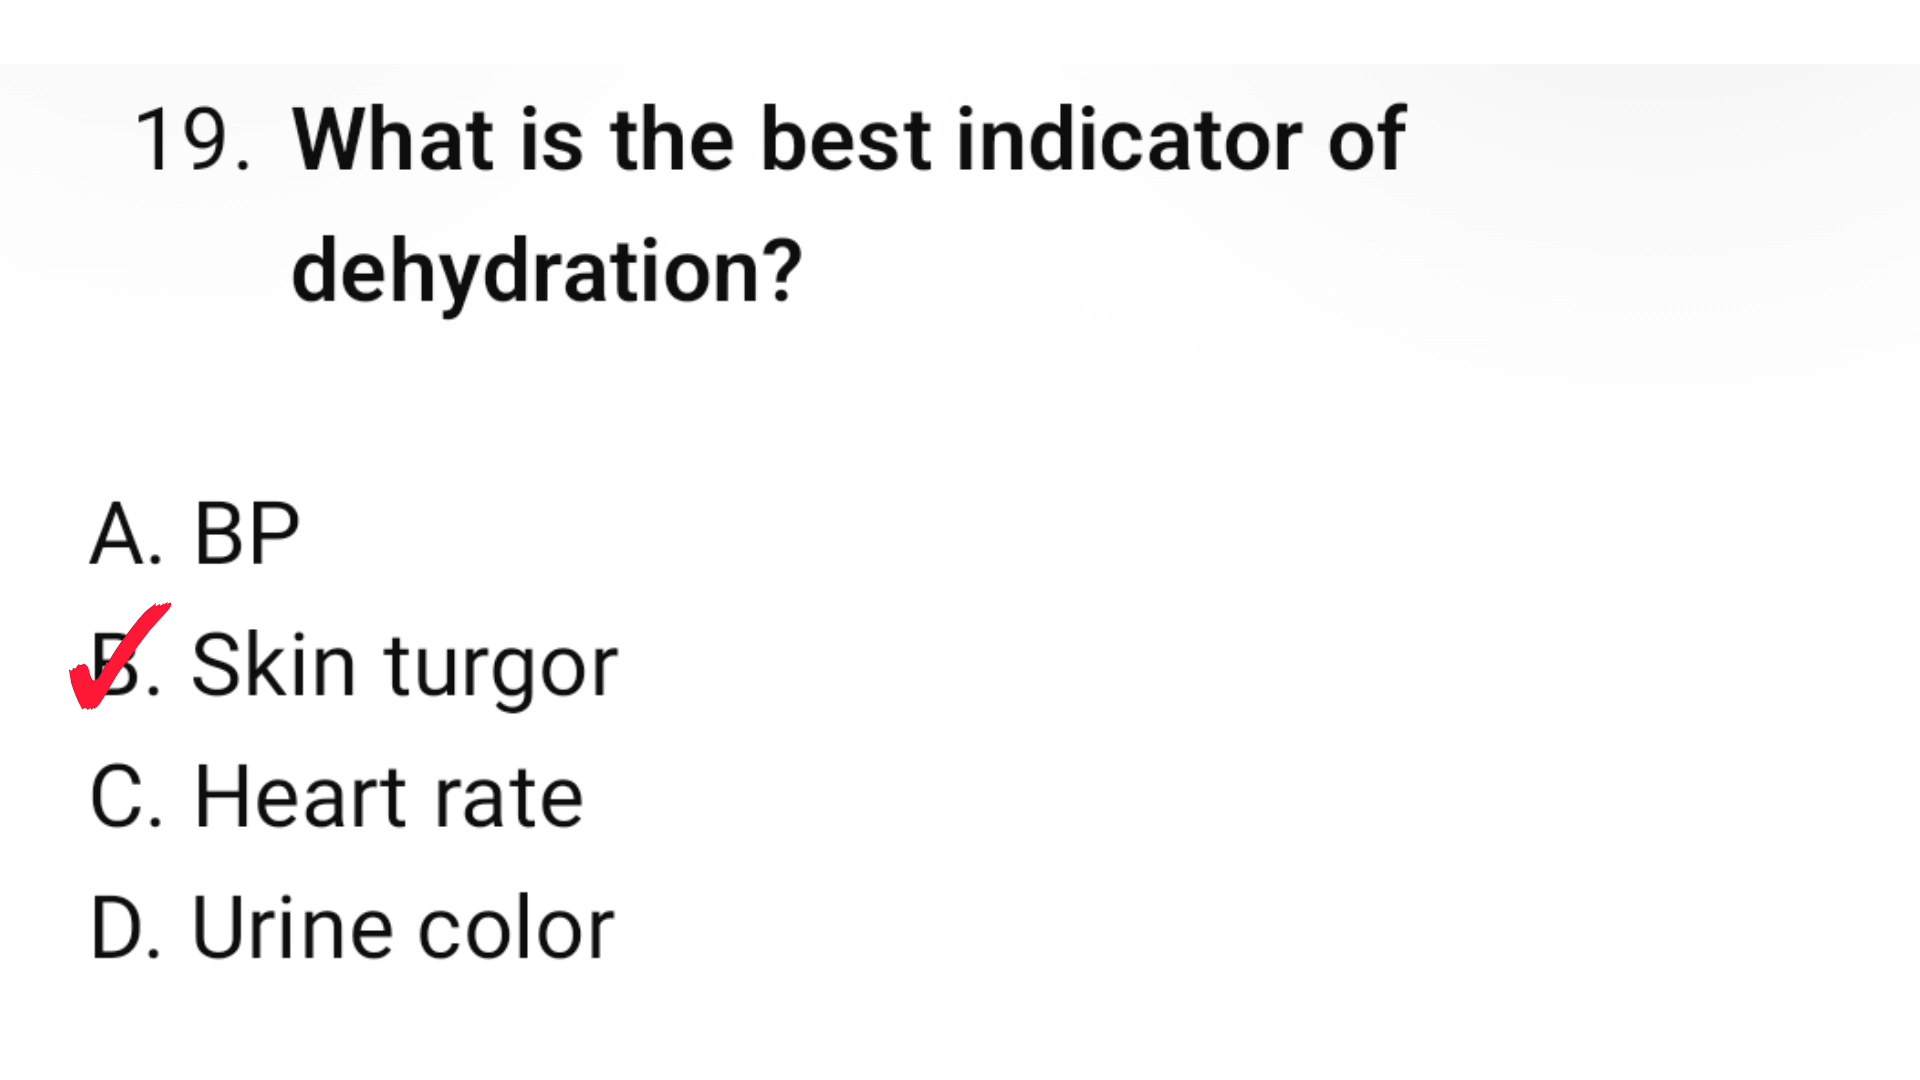 19. What is the best indicator of
dehydration?
A. BP
B. Skin turgor
C. Heart rate
D. Urine color